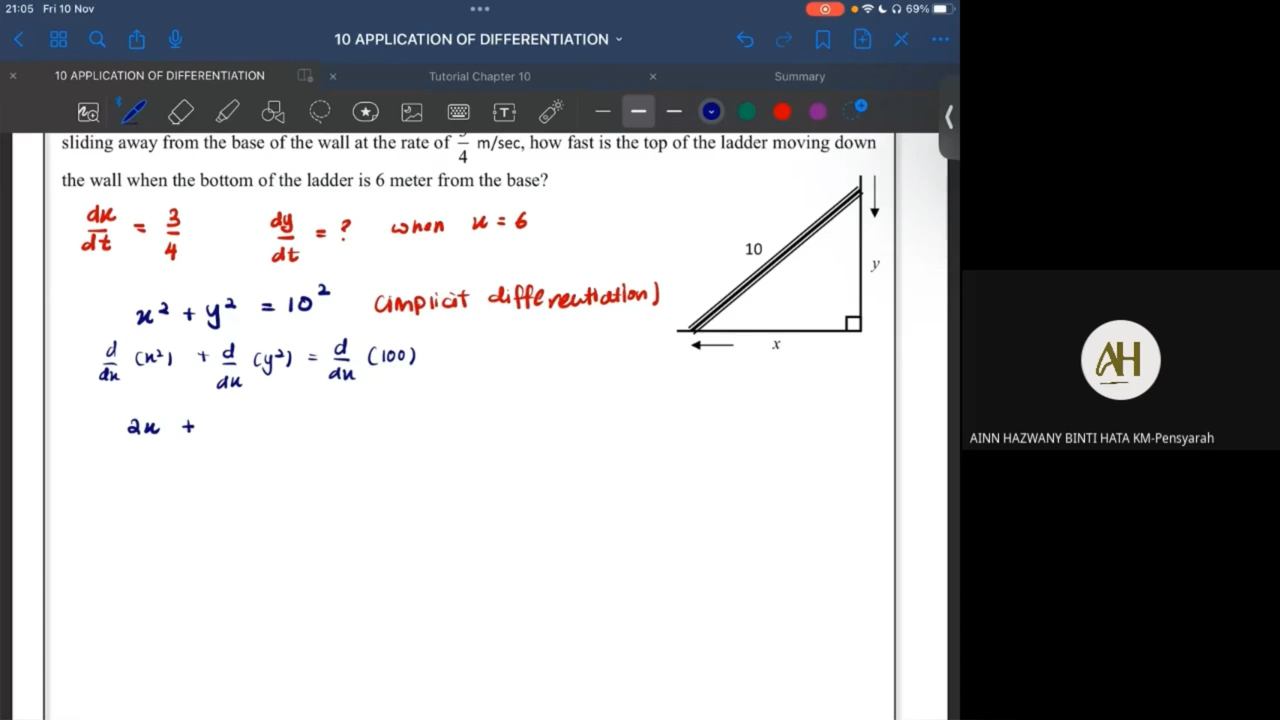 21:05 Fri 10 Nov
69%
10 APPLICATION OF DIFFERENTIATION
10 APPLICATION OF DIFFERENTIATION
Tutorial Chapter 10
Summary
sliding away from the base of the wall at the rate of /4 m/sec, how fast is the top of the ladder moving down
the wall when the bottom of the ladder is 6 meter from the base?
dx/dt = 3/4 dy/dt = ? when x = 6
x² + y² = 10² (implicit differentiation)
d/dx (x²) + d/dx (y²) = d/dx (100)
2x +
10
y
x
AH
AINN HAZWANY BINTI HATA KM-Pensyarah